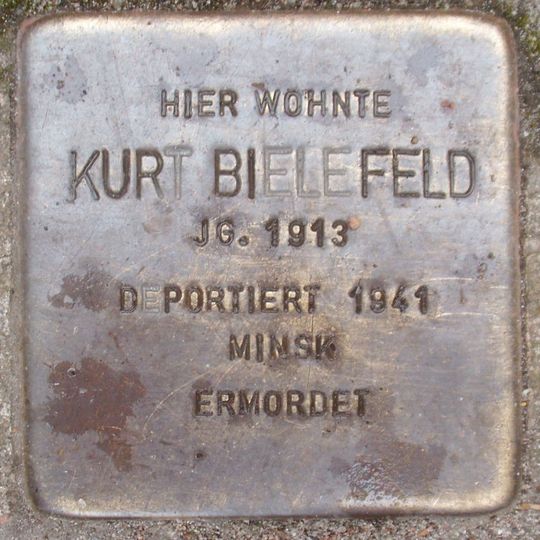 HIER WOHNTE
KURT BIELEFELD
JG. 1913
DEPORTIERT 1941
MINSK
ERMORDET